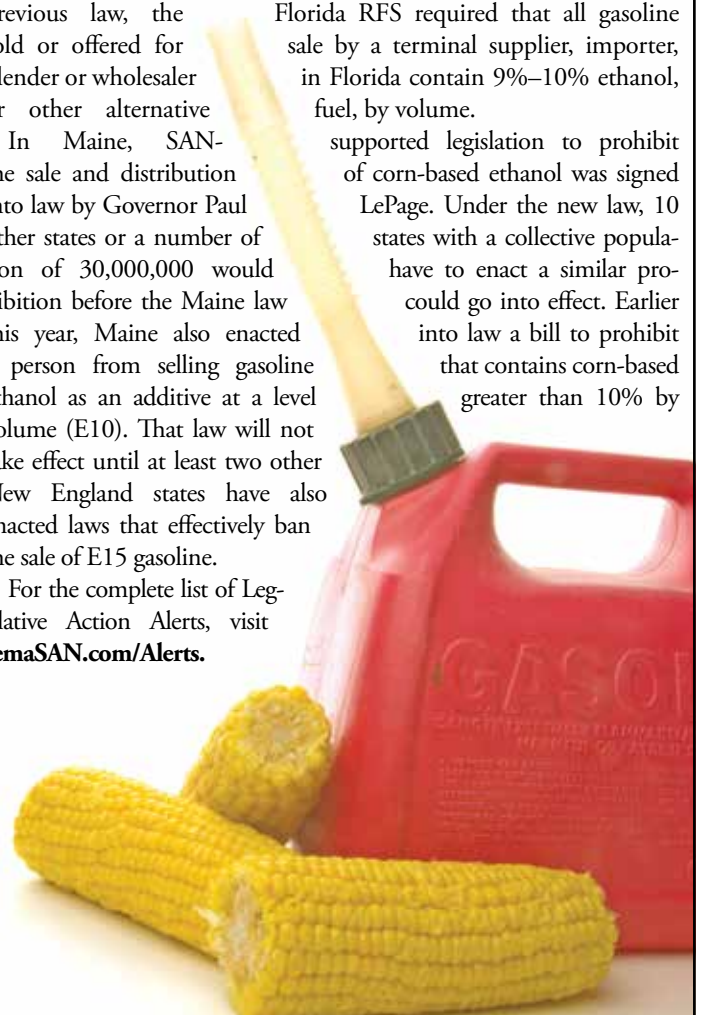 revious law, the Florida RFS required that all gasoline
old or offered for sale by a terminal supplier, importer,
lender or wholesaler in Florida contain 9%–10% ethanol,
r other alternative fuel, by volume.
In Maine, SAN- supported legislation to prohibit
he sale and distribution of corn-based ethanol was signed
nto law by Governor Paul LePage. Under the new law, 10
ther states or a number of states with a collective popula-
on of 30,000,000 would have to enact a similar pro-
ibition before the Maine law could go into effect. Earlier
his year, Maine also enacted into law a bill to prohibit
person from selling gasoline that contains corn-based
thanol as an additive at a level greater than 10% by
olume (E10). That law will not
ake effect until at least two other
New England states have also
nacted laws that effectively ban
he sale of E15 gasoline.
For the complete list of Leg-
lative Action Alerts, visit
emaSAN.com/Alerts.
GASO